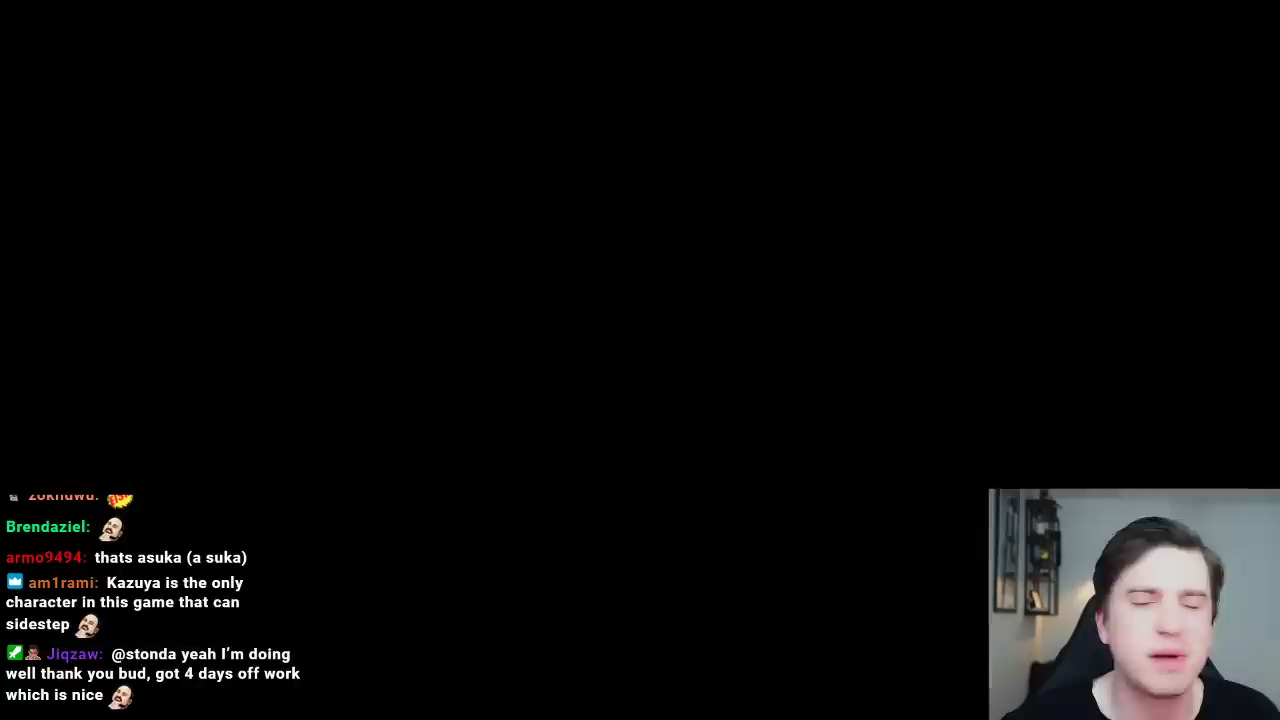 zokhuwu:
Brendaziel:
armo9494: thats asuka (a suka)
am1rami: Kazuya is the only
character in this game that can
sidestep
Jiqzaw: @stonda yeah I’m doing
well thank you bud, got 4 days off work
which is nice